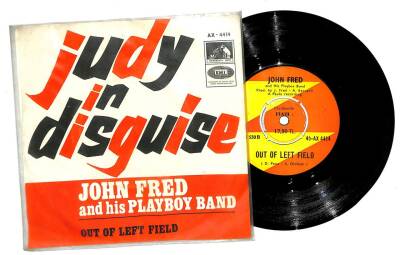 AX - 4414
judy
in
disguise
JOHN FRED
and his PLAYBOY BAND
OUT OF LEFT FIELD
EMI
JOHN FRED
and His Playboy Band
45-AX 4414
OUT OF LEFT FIELD